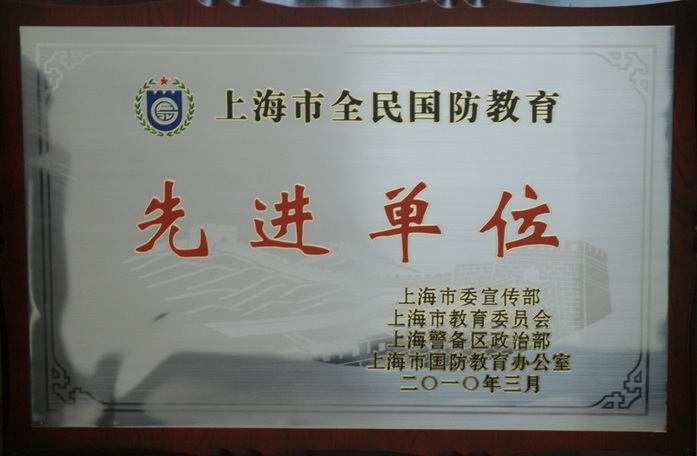 上海市全民国防教育
先进单位
上海市委宣传部
上海市教育委员会
上海警备区政治部
上海市国防教育办公室
二〇一〇年三月